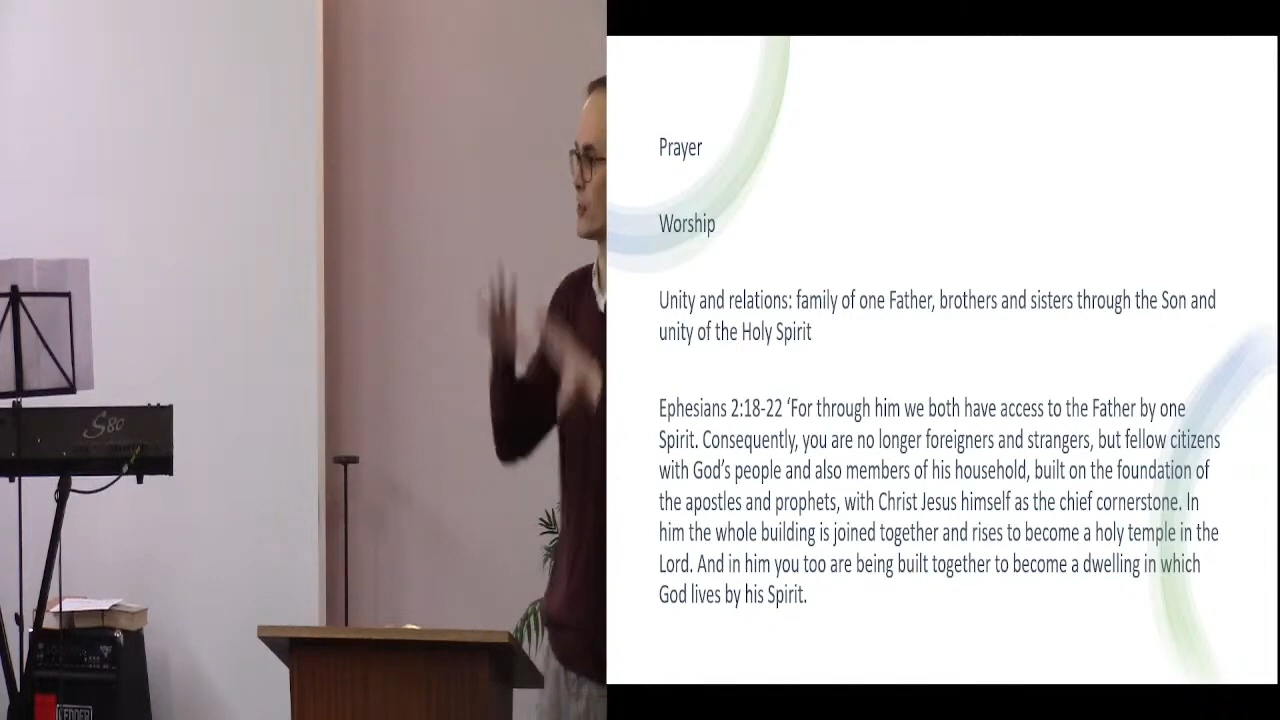 Prayer
Worship
Unity and relations: family of one Father, brothers and sisters through the Son and
unity of the Holy Spirit
Ephesians 2:18-22 ‘For through him we both have access to the Father by one
Spirit. Consequently, you are no longer foreigners and strangers, but fellow citizens
with God’s people and also members of his household, built on the foundation of
the apostles and prophets, with Christ Jesus himself as the chief cornerstone. In
him the whole building is joined together and rises to become a holy temple in the
Lord. And in him you too are being built together to become a dwelling in which
God lives by his Spirit.
S80